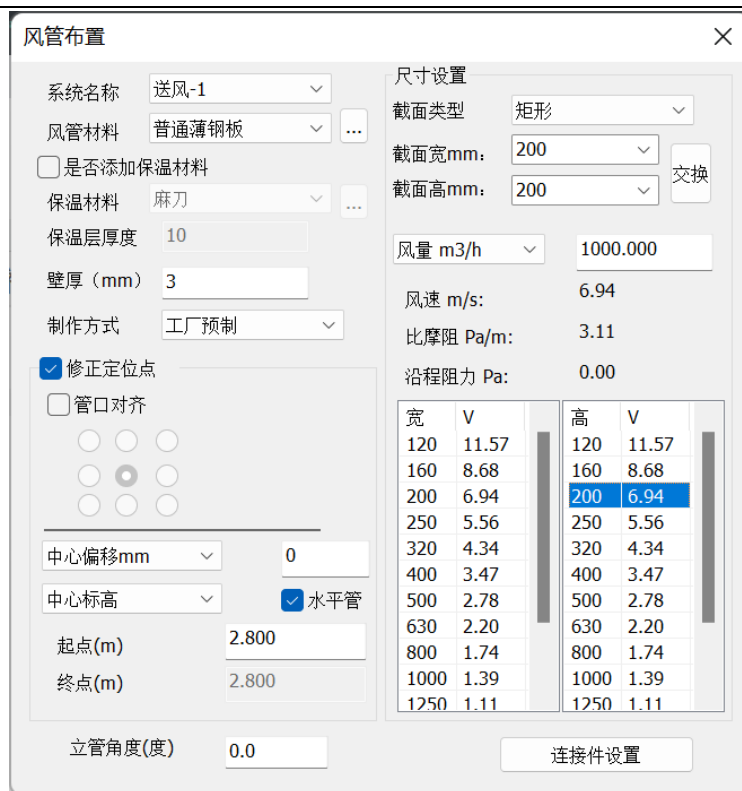 风管布置
系统名称 送风-1
风管材料 普通薄钢板 ...
是否添加保温材料
保温材料 麻刀 ...
保温层厚度 10
壁厚（mm） 3
制作方式 工厂预制
修正定位点
管口对齐
中心偏移mm 0
中心标高 水平管
起点(m) 2.800
终点(m) 2.800
立管角度(度) 0.0
尺寸设置
截面类型 矩形
截面宽mm： 200
截面高mm： 200
交换
风量 m3/h 1000.000
风速 m/s: 6.94
比摩阻 Pa/m: 3.11
沿程阻力 Pa: 0.00
宽 V 高 V
120 11.57 120 11.57
160 8.68 160 8.68
200 6.94 200 6.94
250 5.56 250 5.56
320 4.34 320 4.34
400 3.47 400 3.47
500 2.78 500 2.78
630 2.20 630 2.20
800 1.74 800 1.74
1000 1.39 1000 1.39
1250 1.11 1250 1.11
连接件设置